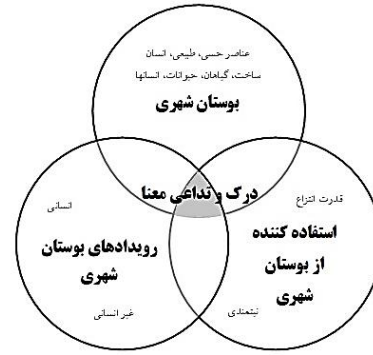 عناصر حسی، طبیعی، انسان
ساخت، گیاهان، حیوانات، انسانها
بوستان شهری
درک و تداعی معنا
قدرت انتزاع
استفاده کننده
از بوستان
شهری
نیتمندی
انسانی
رویدادهای بوستان
شهری
غیر انسانی